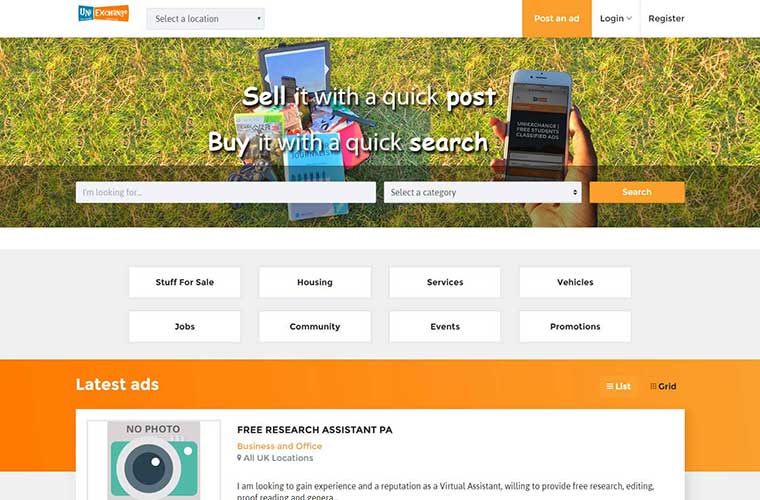 UNI EXCHANGE
Select a location
Post an ad
Login
Register
Sell it with a quick post
Buy it with a quick search
JOURNALIST
UNIEXCHANGE |
FREE STUDENTS
CLASSIFIED ADS
I'm looking for...
Select a category
Search
Stuff For Sale
Housing
Services
Vehicles
Jobs
Community
Events
Promotions
Latest ads
List
Grid
NO PHOTO
FREE RESEARCH ASSISTANT PA
Business and Office
All UK Locations
I am looking to gain experience and a reputation as a Virtual Assistant, willing to provide free research, editing,
proof reading and genera...